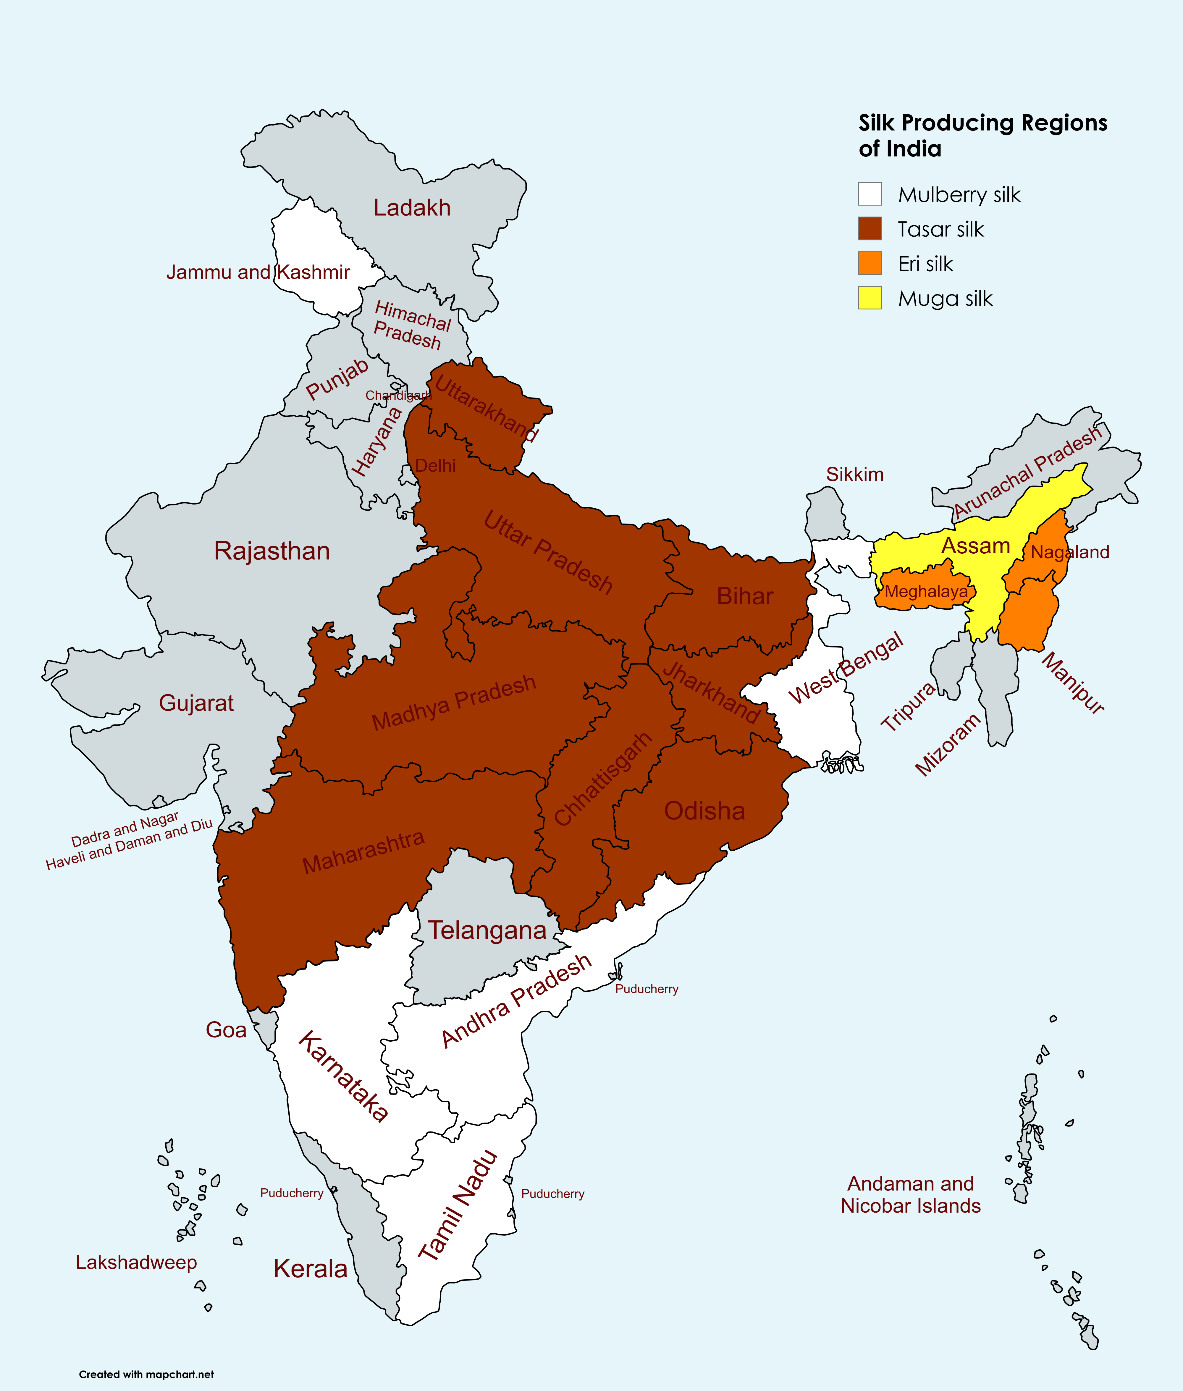 Silk Producing Regions
of India
Mulberry silk
Tasar silk
Eri silk
Muga silk
Ladakh
Jammu and Kashmir
Himachal
Pradesh
Punjab
Chandigarh
Uttarakhand
Haryana
Delhi
Sikkim
Arunachal Pradesh
Rajasthan
Uttar Pradesh
Assam
Nagaland
Bihar
Meghalaya
West Bengal
Gujarat
Madhya Pradesh
Jharkhand
Tripura
Manipur
Mizoram
Chhattisgarh
Dadra and Nagar
Haveli and Daman and Diu
Maharashtra
Odisha
Telangana
Andhra Pradesh
Puducherry
Goa
Karnataka
Puducherry
Tamil Nadu
Puducherry
Andaman and
Nicobar Islands
Lakshadweep
Kerala
Created with mapchart.net